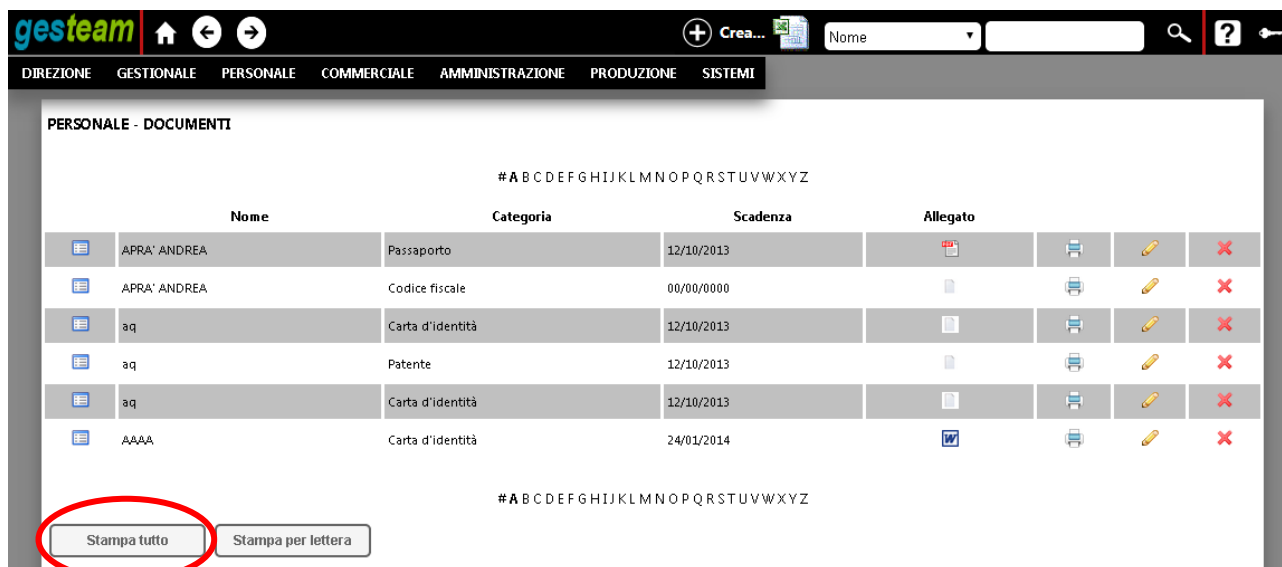 gesteam Crea... Nome ?
DIREZIONE GESTIONALE PERSONALE COMMERCIALE AMMINISTRAZIONE PRODUZIONE SISTEMI
PERSONALE - DOCUMENTI
# A B C D E F G H I J K L M N O P Q R S T U V W X Y Z
Nome Categoria Scadenza Allegato
APRA' ANDREA Passaporto 12/10/2013
APRA' ANDREA Codice fiscale 00/00/0000
aq Carta d'identità 12/10/2013
aq Patente 12/10/2013
aq Carta d'identità 12/10/2013
AAAA Carta d'identità 24/01/2014
# A B C D E F G H I J K L M N O P Q R S T U V W X Y Z
Stampa tutto Stampa per lettera